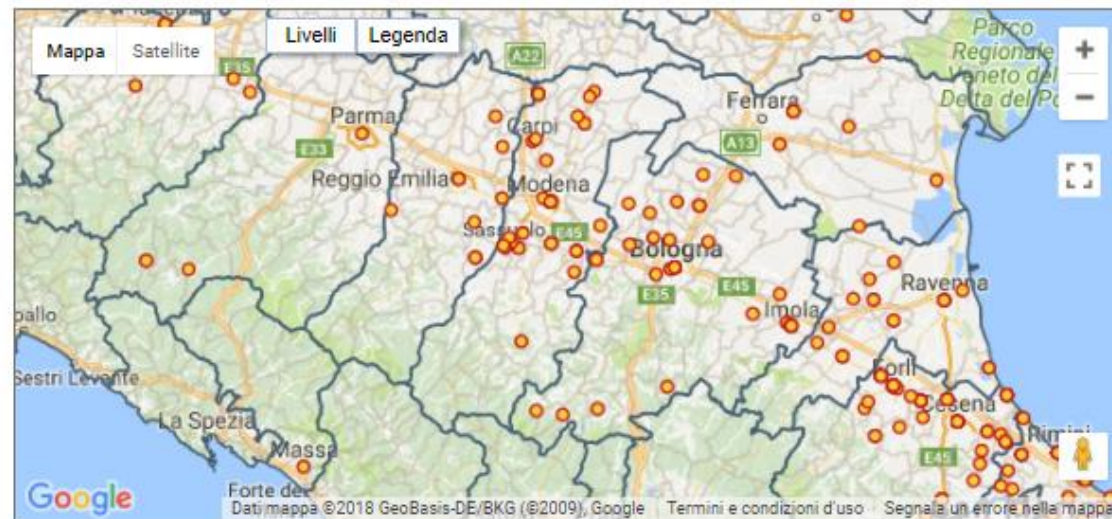 Mappa
Satellite
Livelli
Legenda
Parco
Regionale
Veneto del
Delta del Po
A22
E35
Parma
Ferrara
Carpi
A13
E33
Reggio Emilia
Modena
Sassuolo
E45
Bologna
Ravenna
E35
E45
Imola
Sestri Levante
Forlì
La Spezia
Cesena
Rimini
Massa
E45
Forte dei
Google
Dati mappa ©2018 GeoBasis-DE/BKG (©2009), Google
Termini e condizioni d'uso
Segnala un errore nella mappa